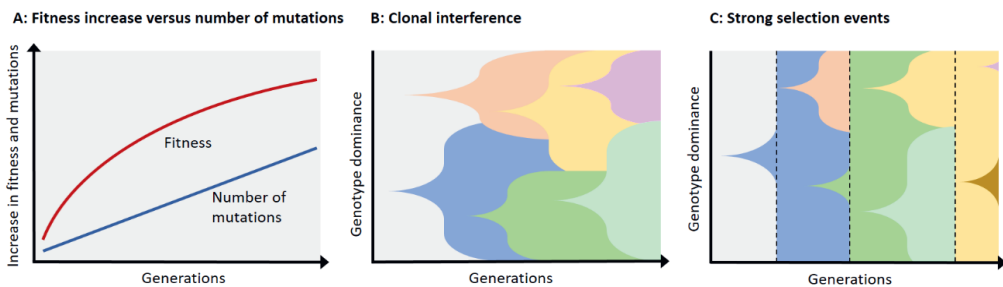 A: Fitness increase versus number of mutations
Increase in fitness and mutations
Fitness
Number of
mutations
Generations
B: Clonal interference
Genotype dominance
Generations
C: Strong selection events
Genotype dominance
Generations